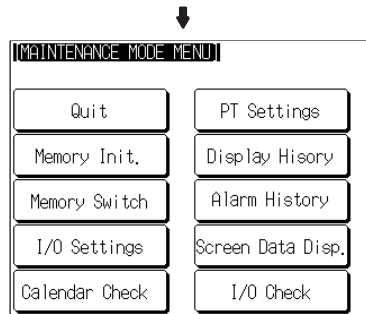 [MAINTENANCE MODE MENU]
Quit
PT Settings
Memory Init.
Display Hisory
Memory Switch
Alarm History
I/O Settings
Screen Data Disp.
Calendar Check
I/O Check